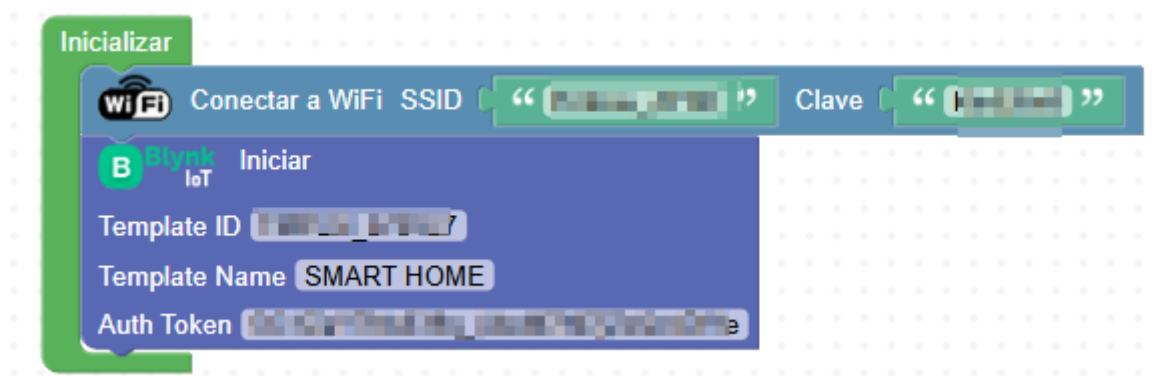 Inicializar
WiFi Conectar a WiFi SSID “ ” Clave “ ”
B Blynk IoT Iniciar
Template ID
Template Name SMART HOME
Auth Token